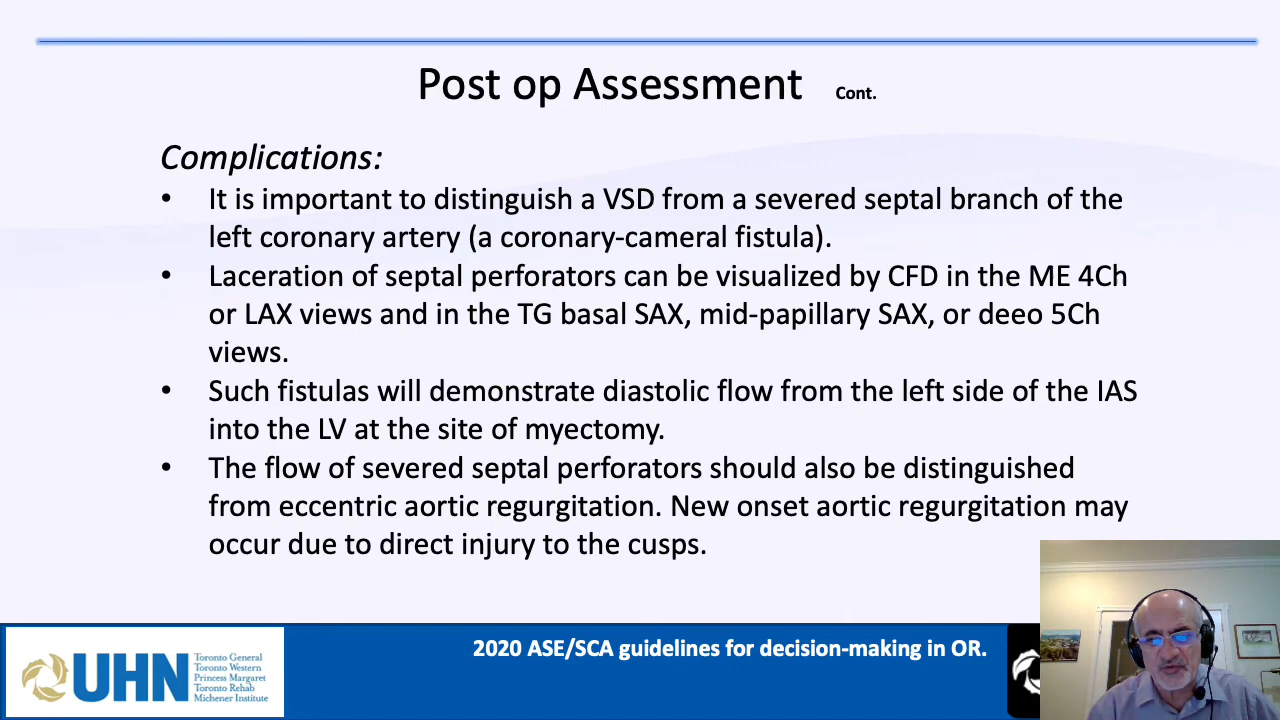 Post op Assessment Cont.
Complications:
• It is important to distinguish a VSD from a severed septal branch of the
left coronary artery (a coronary-cameral fistula).
• Laceration of septal perforators can be visualized by CFD in the ME 4Ch
or LAX views and in the TG basal SAX, mid-papillary SAX, or deeo 5Ch
views.
• Such fistulas will demonstrate diastolic flow from the left side of the IAS
into the LV at the site of myectomy.
• The flow of severed septal perforators should also be distinguished
from eccentric aortic regurgitation. New onset aortic regurgitation may
occur due to direct injury to the cusps.
2020 ASE/SCA guidelines for decision-making in OR.
UHN
Toronto General
Toronto Western
Princess Margaret
Toronto Rehab
Michener Institute